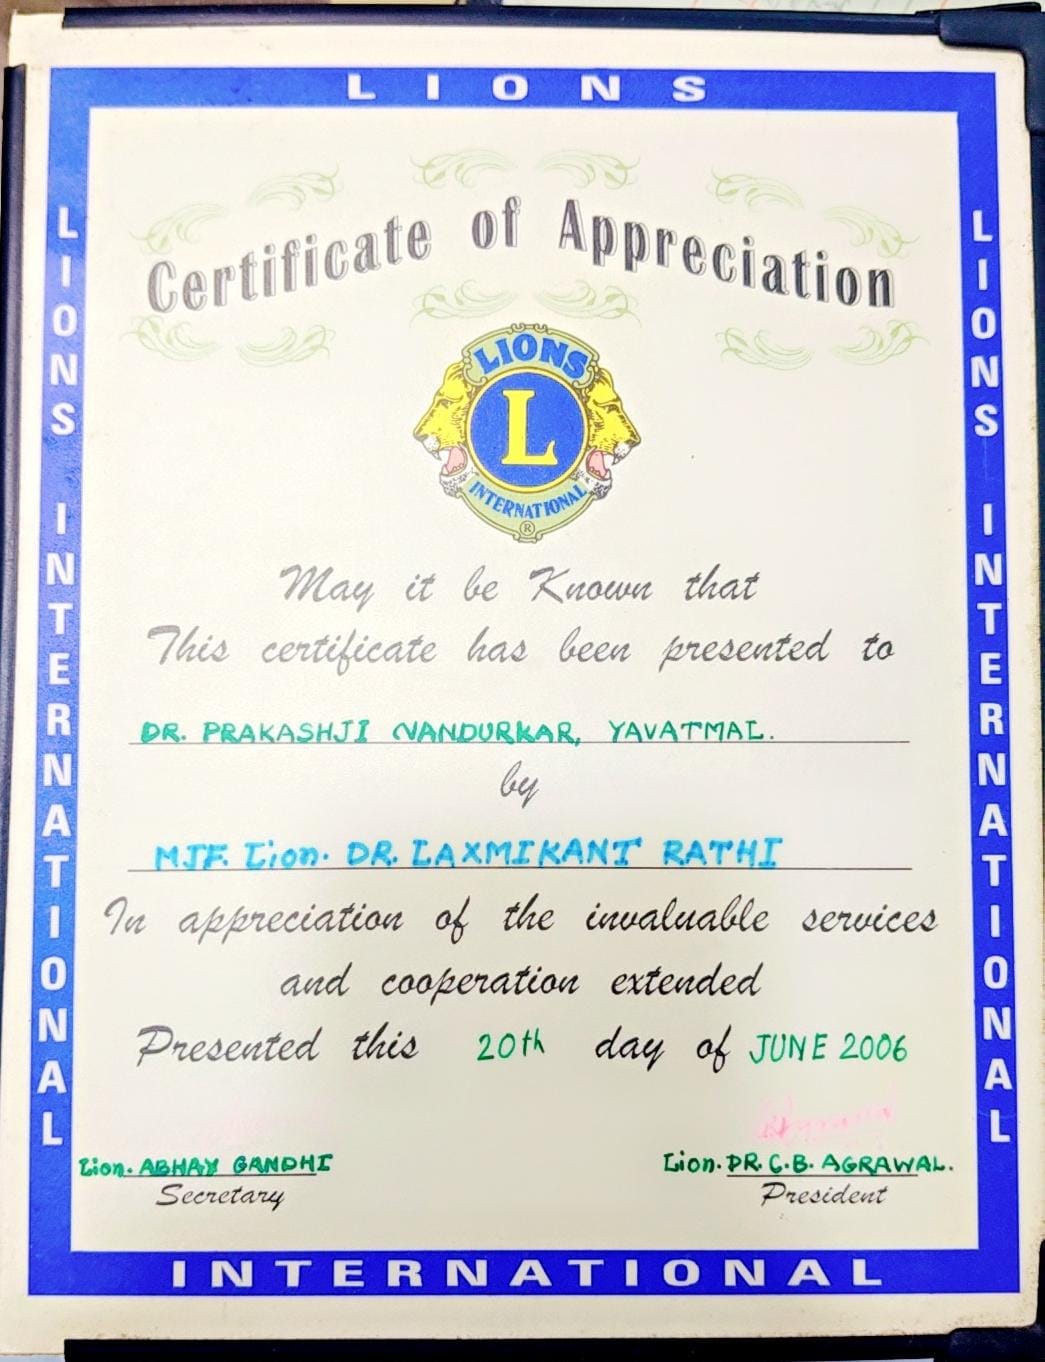 LIONS
LIONS INTERNATIONAL
LIONS INTERNATIONAL
Certificate of Appreciation
LIONS
L
INTERNATIONAL
®
May it be Known that
This certificate has been presented to
DR. PRAKASHJI NANDURKAR, YAVATMAL.
by
MJF. Lion. DR. LAXMIKANT RATHI
In appreciation of the invaluable services
and cooperation extended
Presented this 20th day of JUNE 2006
Lion. ABHAY GANDHI
Secretary
Lion. DR. C.B. AGRAWAL.
President
INTERNATIONAL